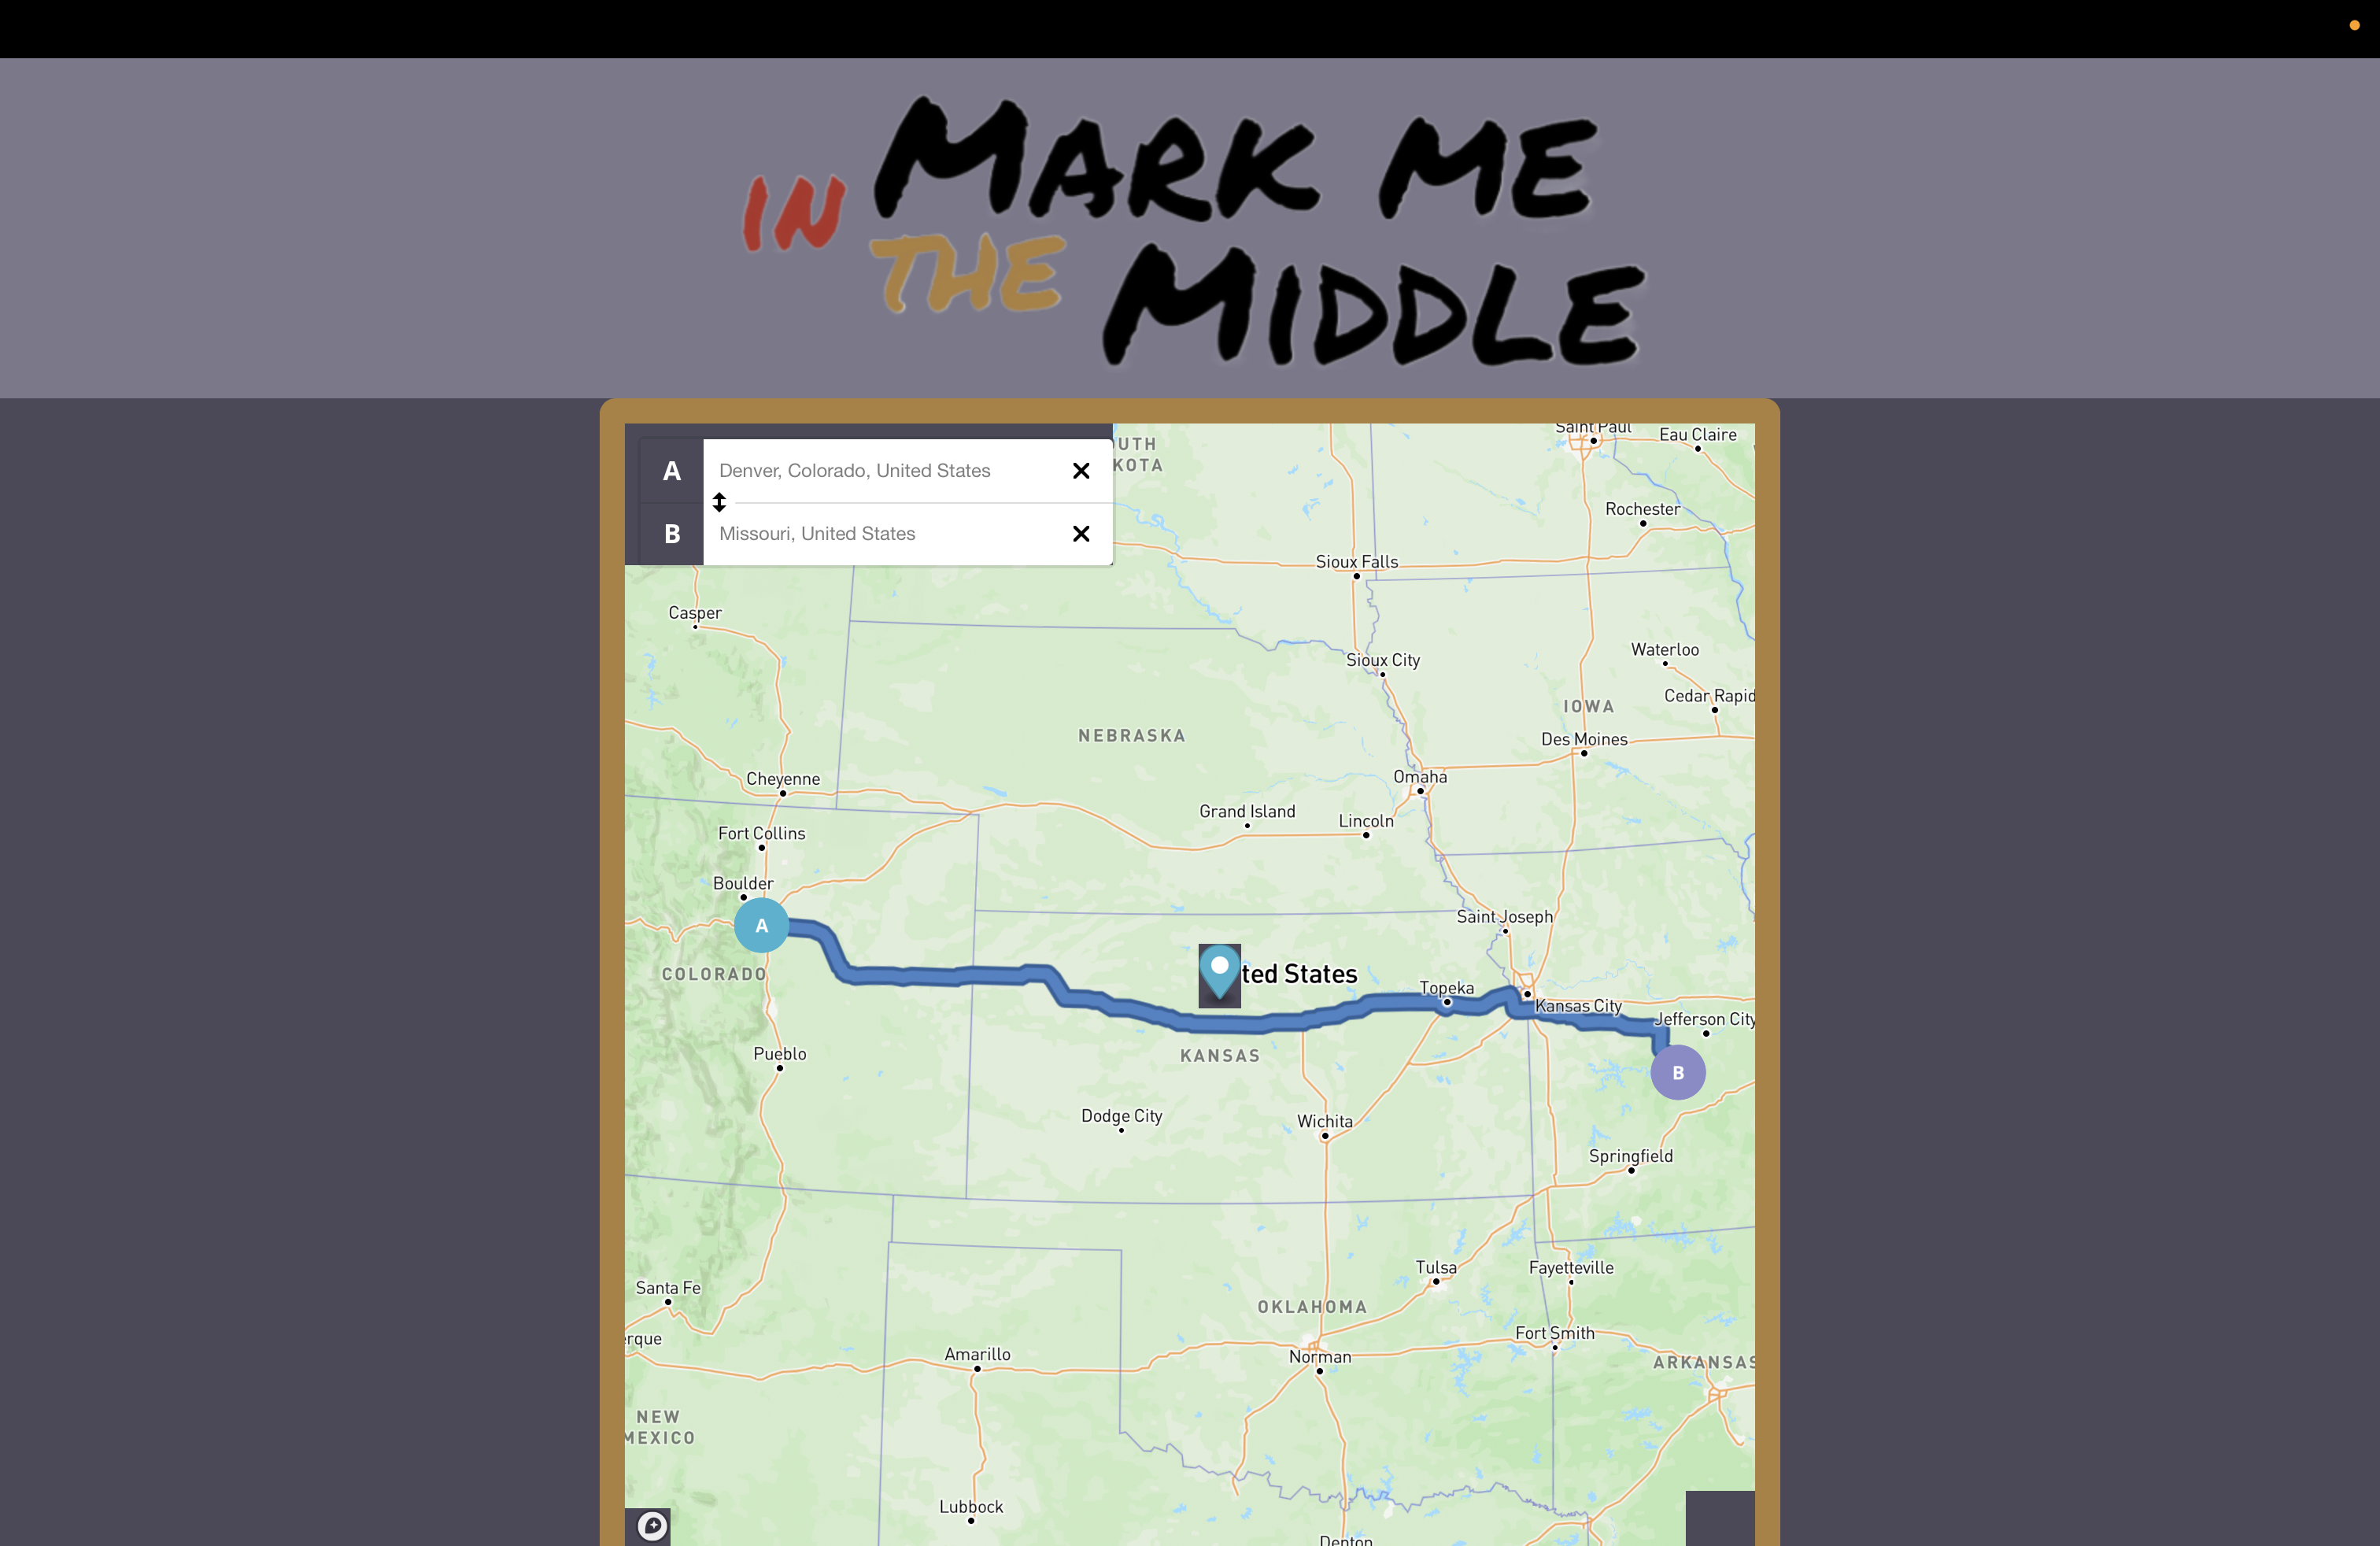 MARK ME
IN
THE
MIDDLE
A
Denver, Colorado, United States
B
Missouri, United States
UTH
KOTA
Saint Paul
Eau Claire
Rochester
Sioux Falls
Casper
Sioux City
Waterloo
Cedar Rapid
IOWA
NEBRASKA
Des Moines
Cheyenne
Omaha
Grand Island
Lincoln
Fort Collins
Boulder
Saint Joseph
A
COLORADO
ted States
Topeka
Kansas City
Jefferson City
KANSAS
Pueblo
B
Dodge City
Wichita
Springfield
Tulsa
Fayetteville
Santa Fe
OKLAHOMA
erque
Fort Smith
Amarillo
Norman
ARKANSAS
NEW
MEXICO
Lubbock
Denton